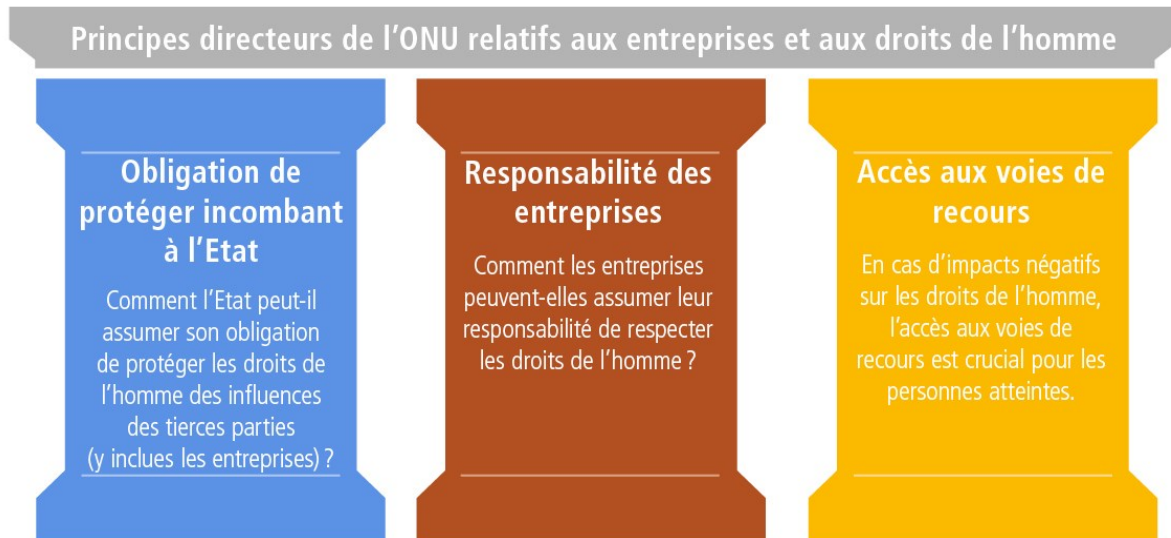 Principes directeurs de l’ONU relatifs aux entreprises et aux droits de l’homme
Obligation de
protéger incombant
à l’Etat
Comment l’Etat peut-il
assumer son obligation
de protéger les droits de
l’homme des influences
des tierces parties
(y inclues les entreprises) ?
Responsabilité des
entreprises
Comment les entreprises
peuvent-elles assumer leur
responsabilité de respecter
les droits de l’homme ?
Accès aux voies de
recours
En cas d’impacts négatifs
sur les droits de l’homme,
l’accès aux voies de
recours est crucial pour les
personnes atteintes.